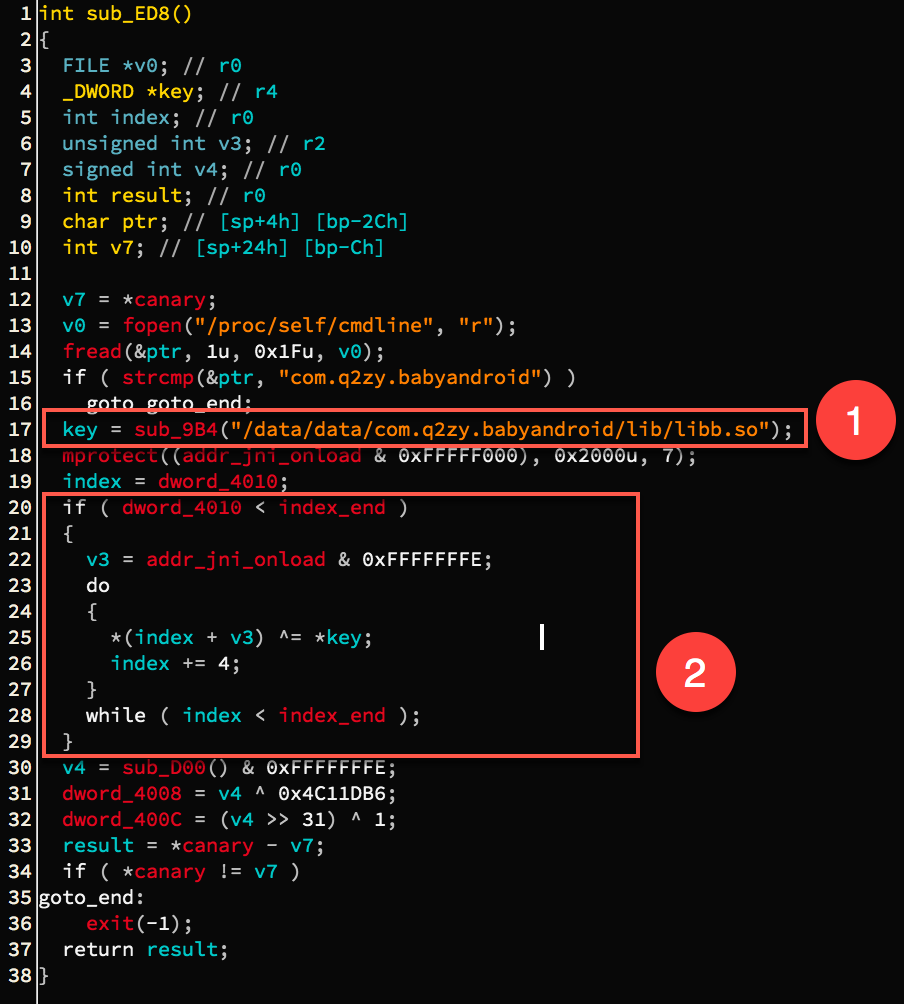 1 int sub_ED8()
2 {
3 FILE *v0; // r0
4 _DWORD *key; // r4
5 int index; // r0
6 unsigned int v3; // r2
7 signed int v4; // r0
8 int result; // r0
9 char ptr; // [sp+4h] [bp-2Ch]
10 int v7; // [sp+24h] [bp-Ch]
11
12 v7 = *canary;
13 v0 = fopen("/proc/self/cmdline", "r");
14 fread(&ptr, 1u, 0x1Fu, v0);
15 if ( strcmp(&ptr, "com.q2zy.babyandroid") )
16 goto goto_end;
17 key = sub_9B4("/data/data/com.q2zy.babyandroid/lib/libb.so");
1
18 mprotect((addr_jni_onload & 0xFFFFF000), 0x2000u, 7);
19 index = dword_4010;
20 if ( dword_4010 < index_end )
21 {
22 v3 = addr_jni_onload & 0xFFFFFFFE;
23 do
24 {
25 *(index + v3) ^= *key;
26 index += 4;
27 }
2
28 while ( index < index_end );
29 }
30 v4 = sub_D00() & 0xFFFFFFFE;
31 dword_4008 = v4 ^ 0x4C11DB6;
32 dword_400C = (v4 >> 31) ^ 1;
33 result = *canary - v7;
34 if ( *canary != v7 )
35 goto_end:
36 exit(-1);
37 return result;
38 }